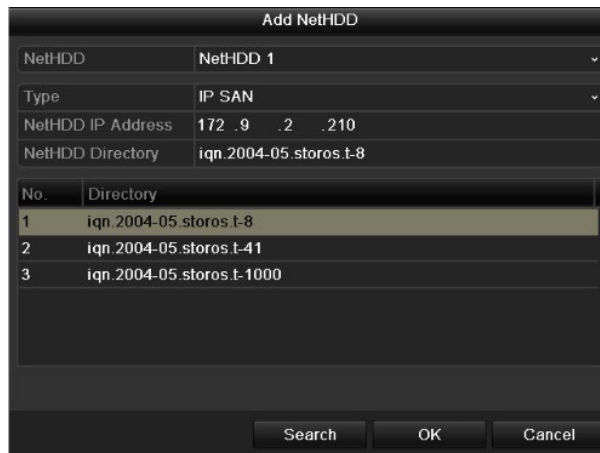 Add NetHDD
NetHDD NetHDD 1
Type IP SAN
NetHDD IP Address 172 .9 .2 .210
NetHDD Directory iqn.2004-05.storos.t-8
No. Directory
1 iqn.2004-05.storos.t-8
2 iqn.2004-05.storos.t-41
3 iqn.2004-05.storos.t-1000
Search OK Cancel